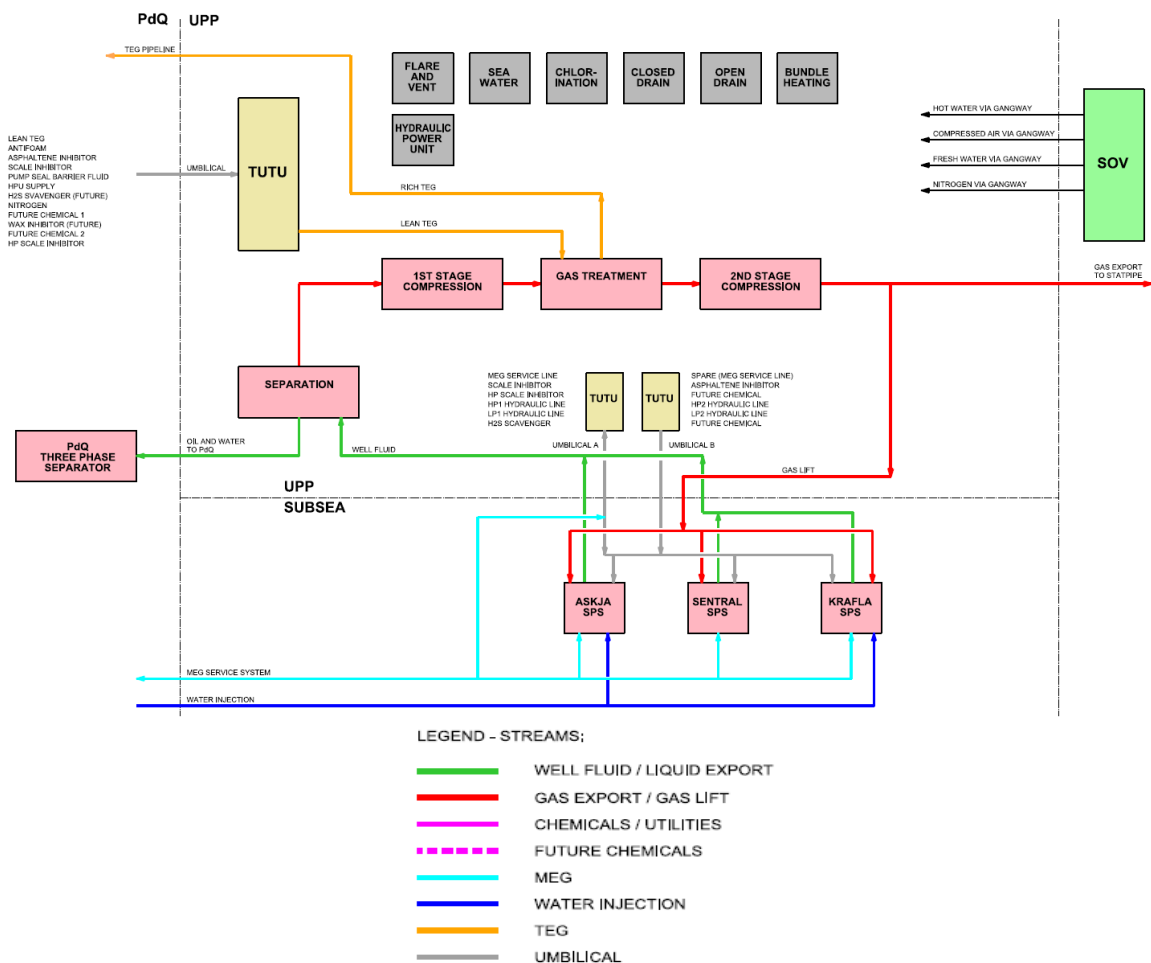 PdQ
UPP
TEG PIPELINE
FLARE
AND
VENT
SEA
WATER
CHLOR-
INATION
CLOSED
DRAIN
OPEN
DRAIN
BUNDLE
HEATING
HYDRAULIC
POWER
UNIT
HOT WATER VIA GANGWAY
COMPRESSED AIR VIA GANGWAY
FRESH WATER VIA GANGWAY
NITROGEN VIA GANGWAY
SOV
LEAN TEG
ANTIFOAM
ASPHALTENE INHIBITOR
SCALE INHIBITOR
PUMP SEAL BARRIER FLUID
HPU SUPPLY
H2S SVAVENGER (FUTURE)
NITROGEN
FUTURE CHEMICAL 1
WAX INHIBITOR (FUTURE)
FUTURE CHEMICAL 2
HP SCALE INHIBITOR
UMBILICAL
TUTU
RICH TEG
LEAN TEG
1ST STAGE
COMPRESSION
GAS TREATMENT
2ND STAGE
COMPRESSION
GAS EXPORT
TO STATPIPE
SEPARATION
MEG SERVICE LINE
SCALE INHIBITOR
HP SCALE INHIBITOR
HP1 HYDRAULIC LINE
LP1 HYDRAULIC LINE
H2S SCAVENGER
TUTU
TUTU
SPARE (MEG SERVICE LINE)
ASPHALTENE INHIBITOR
FUTURE CHEMICAL
HP2 HYDRAULIC LINE
LP2 HYDRAULIC LINE
FUTURE CHEMICAL
PdQ
THREE PHASE
SEPARATOR
OIL AND WATER
TO PdQ
WELL FLUID
UMBILICAL A
UMBILICAL B
GAS LIFT
UPP
SUBSEA
ASKJA
SPS
SENTRAL
SPS
KRAFLA
SPS
MEG SERVICE SYSTEM
WATER INJECTION
LEGEND - STREAMS;
WELL FLUID / LIQUID EXPORT
GAS EXPORT / GAS LIFT
CHEMICALS / UTILITIES
FUTURE CHEMICALS
MEG
WATER INJECTION
TEG
UMBILICAL